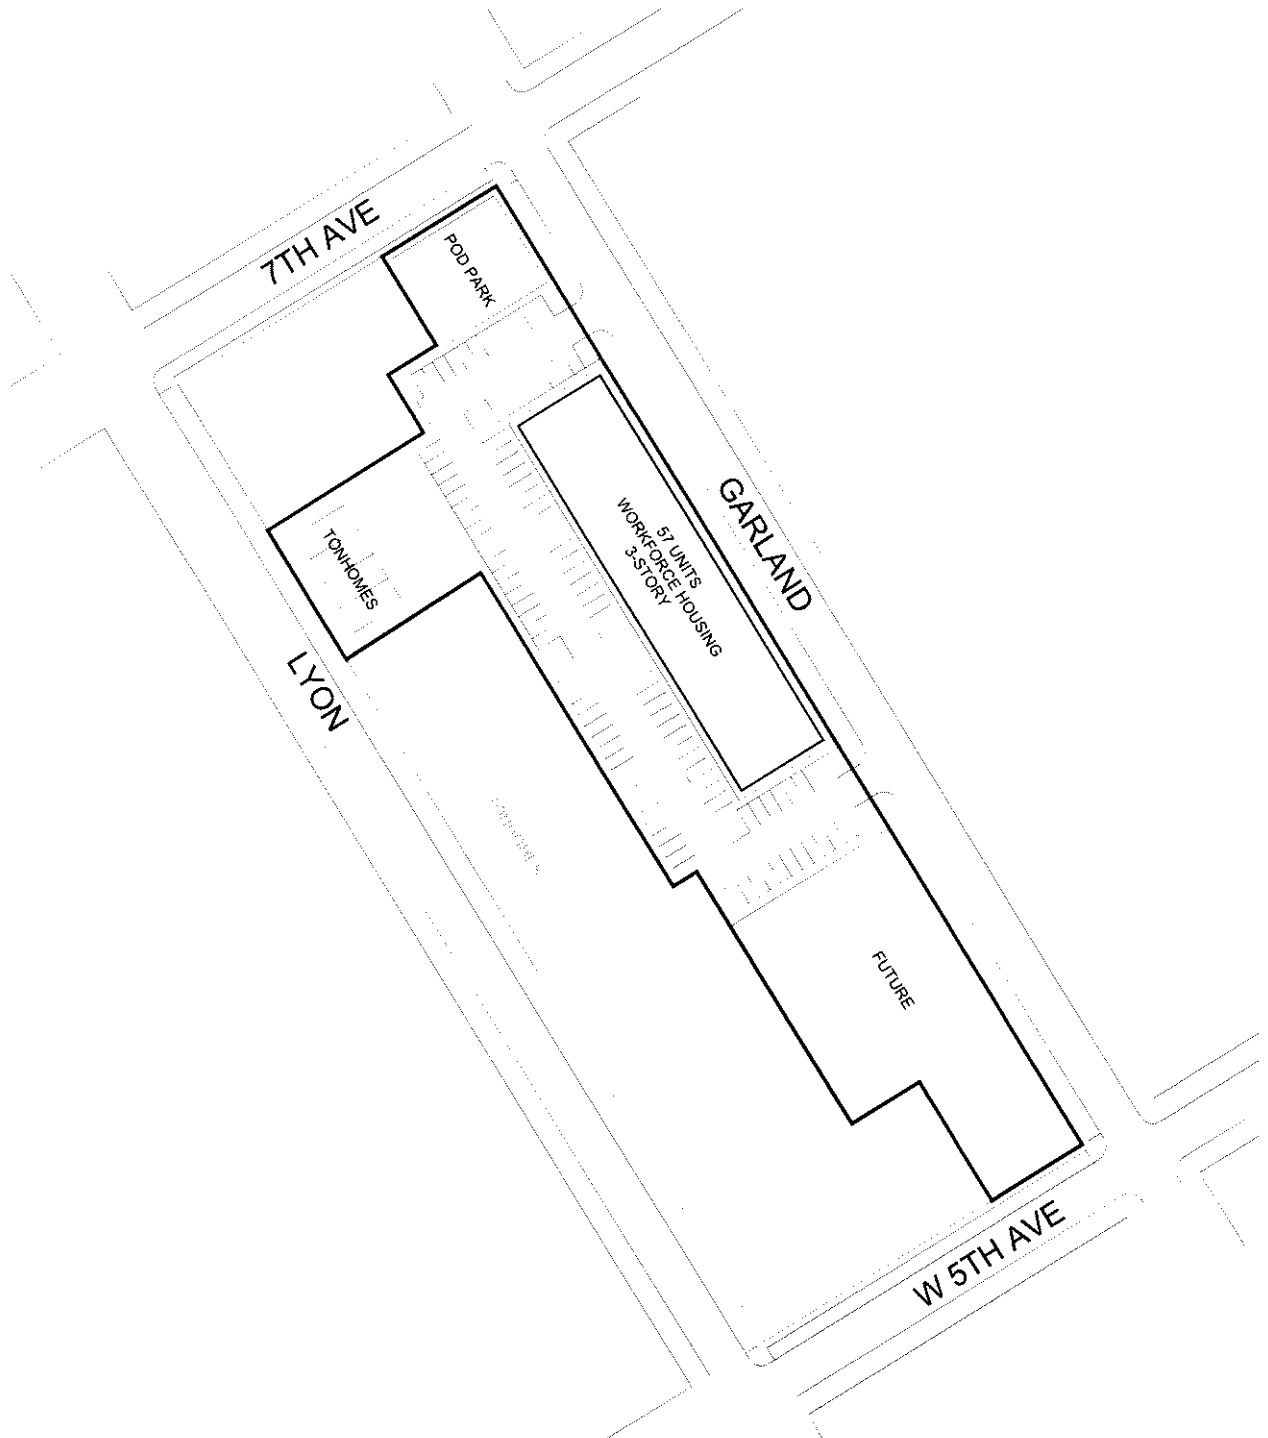 7TH AVE
POD PARK
GARLAND
57 UNITS
WORKFORCE HOUSING
3-STORY
TONHOMES
LYON
FUTURE
W 5TH AVE